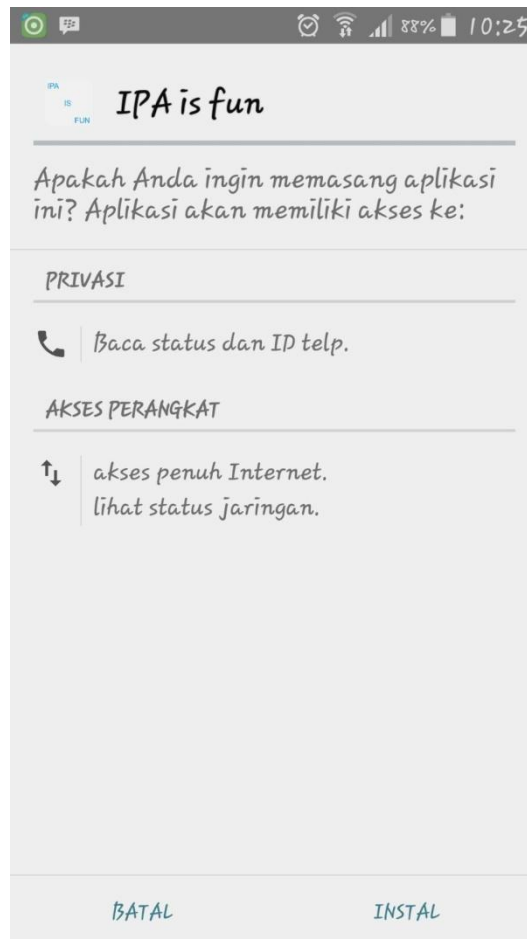 88% 10:25
IPA
IS
FUN
IPA is fun
Apakah Anda ingin memasang aplikasi
ini? Aplikasi akan memiliki akses ke:
PRIVASI
Baca status dan ID telp.
AKSES PERANGKAT
akses penuh Internet.
lihat status jaringan.
BATAL INSTAL